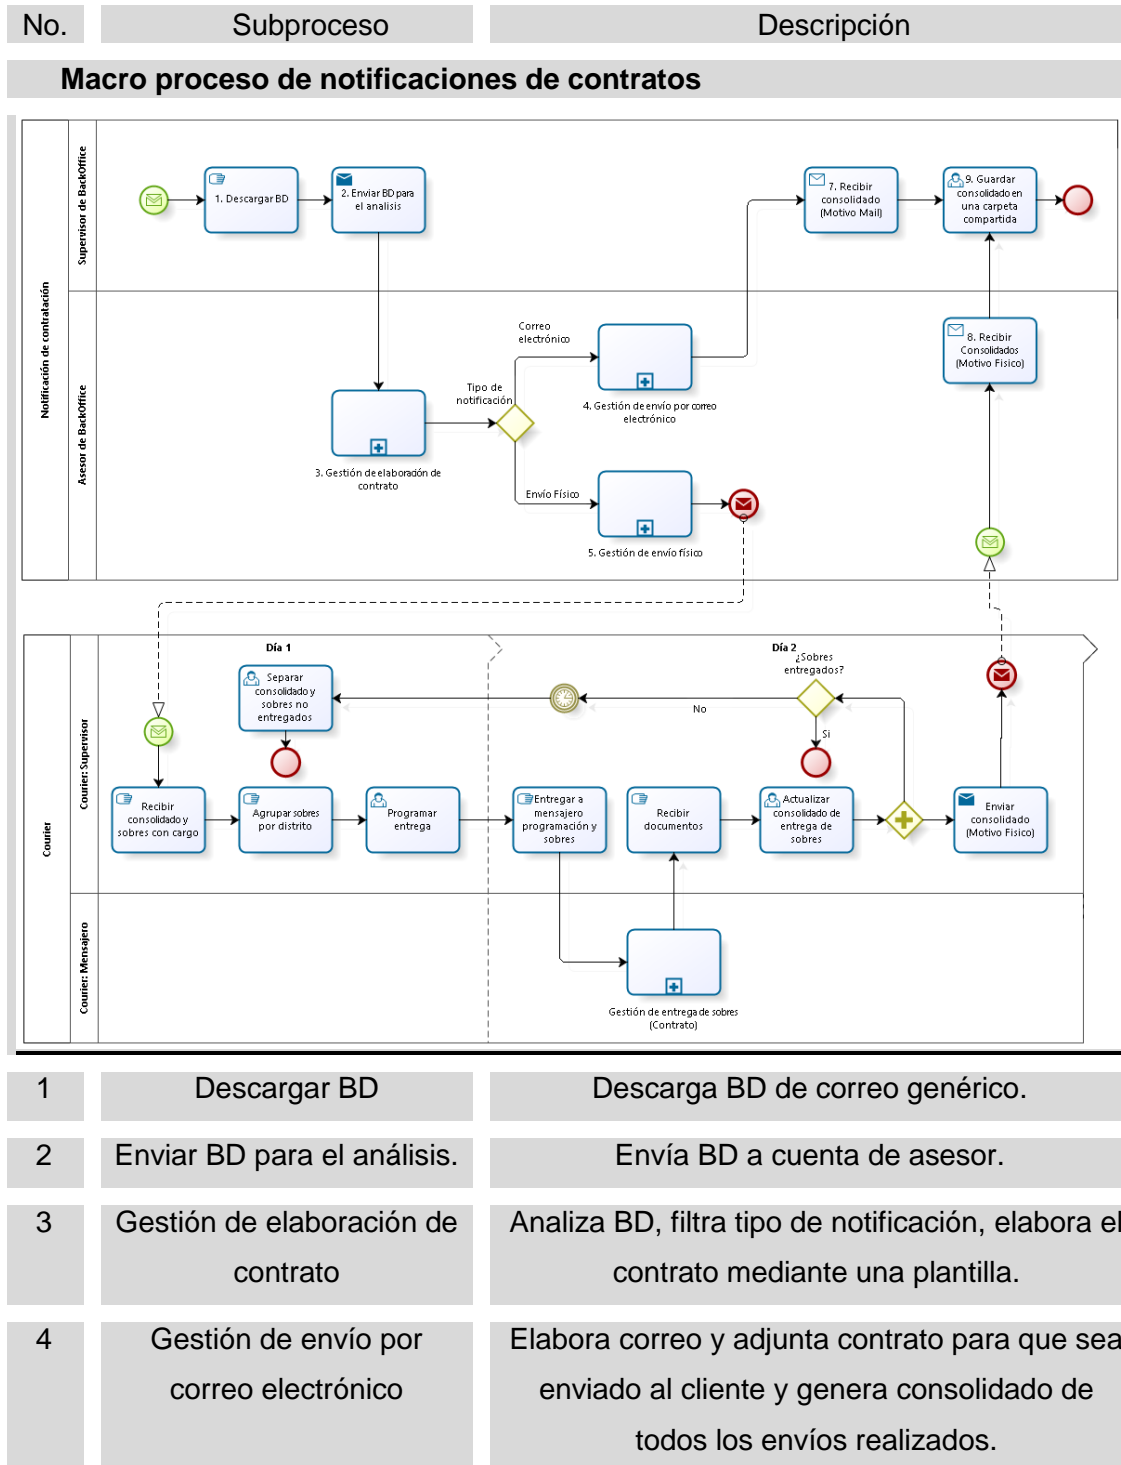 No. Subproceso Descripción
Macro proceso de notificaciones de contratos
Notificación de contratación
Supervisor de BackOffice
1. Descargar BD
2. Enviar BD para
el analisis
7. Recibir
consolidado
(Motivo Mail)
9. Guardar
consolidado en
una carpeta
compartida
Asesor de BackOffice
3. Gestión de elaboración de
contrato
Tipo de
notificación
Correo
electrónico
4. Gestión de envío por correo
electrónico
Envío Físico
5. Gestión de envío físico
8. Recibir
Consolidados
(Motivo Fisico)
Courier
Día 1
Día 2
Courier: Supervisor
Separar
consolidado y
sobres no
entregados
¿Sobres
entregados?
No
Si
Recibir
consolidado y
sobres con cargo
Agrupar sobres
por distrito
Programar
entrega
Entregar a
mensajero
programación y
sobres
Recibir
documentos
Actualizar
consolidado de
entrega de
sobres
Enviar
consolidado
(Motivo Fisico)
Courier: Mensajero
Gestión de entrega de sobres
(Contrato)
1 Descargar BD Descarga BD de correo genérico.
2 Enviar BD para el análisis. Envía BD a cuenta de asesor.
3 Gestión de elaboración de Analiza BD, filtra tipo de notificación, elabora el
contrato contrato mediante una plantilla.
4 Gestión de envío por Elabora correo y adjunta contrato para que sea
correo electrónico enviado al cliente y genera consolidado de
todos los envíos realizados.